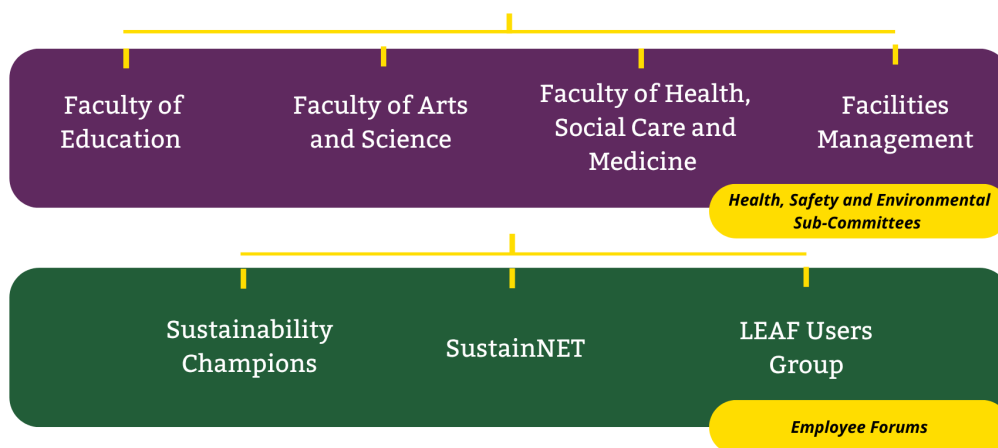 Faculty of
Education
Faculty of Arts
and Science
Faculty of Health,
Social Care and
Medicine
Facilities
Management
Health, Safety and Environmental
Sub-Committees
Sustainability
Champions
SustainNET
LEAF Users
Group
Employee Forums